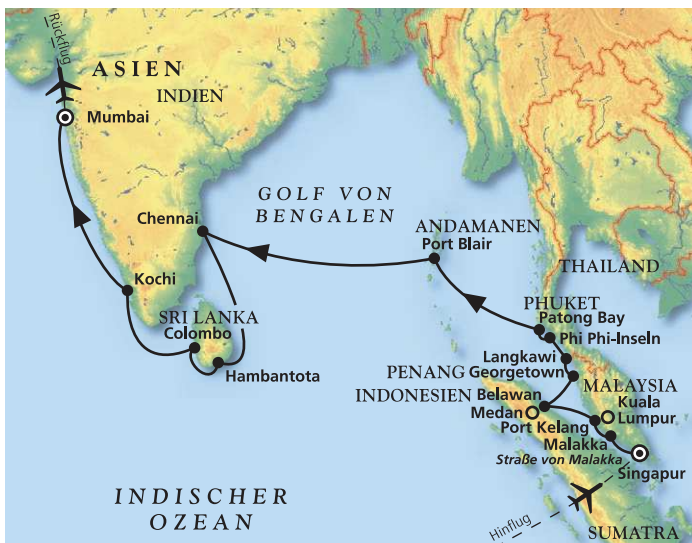 Rückflug
ASIEN
INDIEN
Mumbai
GOLF VON
BENGALEN
Chennai
ANDAMANEN
Port Blair
THAILAND
Kochi
SRI LANKA
Colombo
Hambantota
PHUKET
Patong Bay
Phi Phi-Inseln
Langkawi
PENANG Georgetown
MALAYSIA
INDONESIEN Belawan
Kuala
Medan
Lumpur
Port Kelang
Malakka
Straße von Malakka
Singapur
INDISCHER
OZEAN
Hinflug
SUMATRA